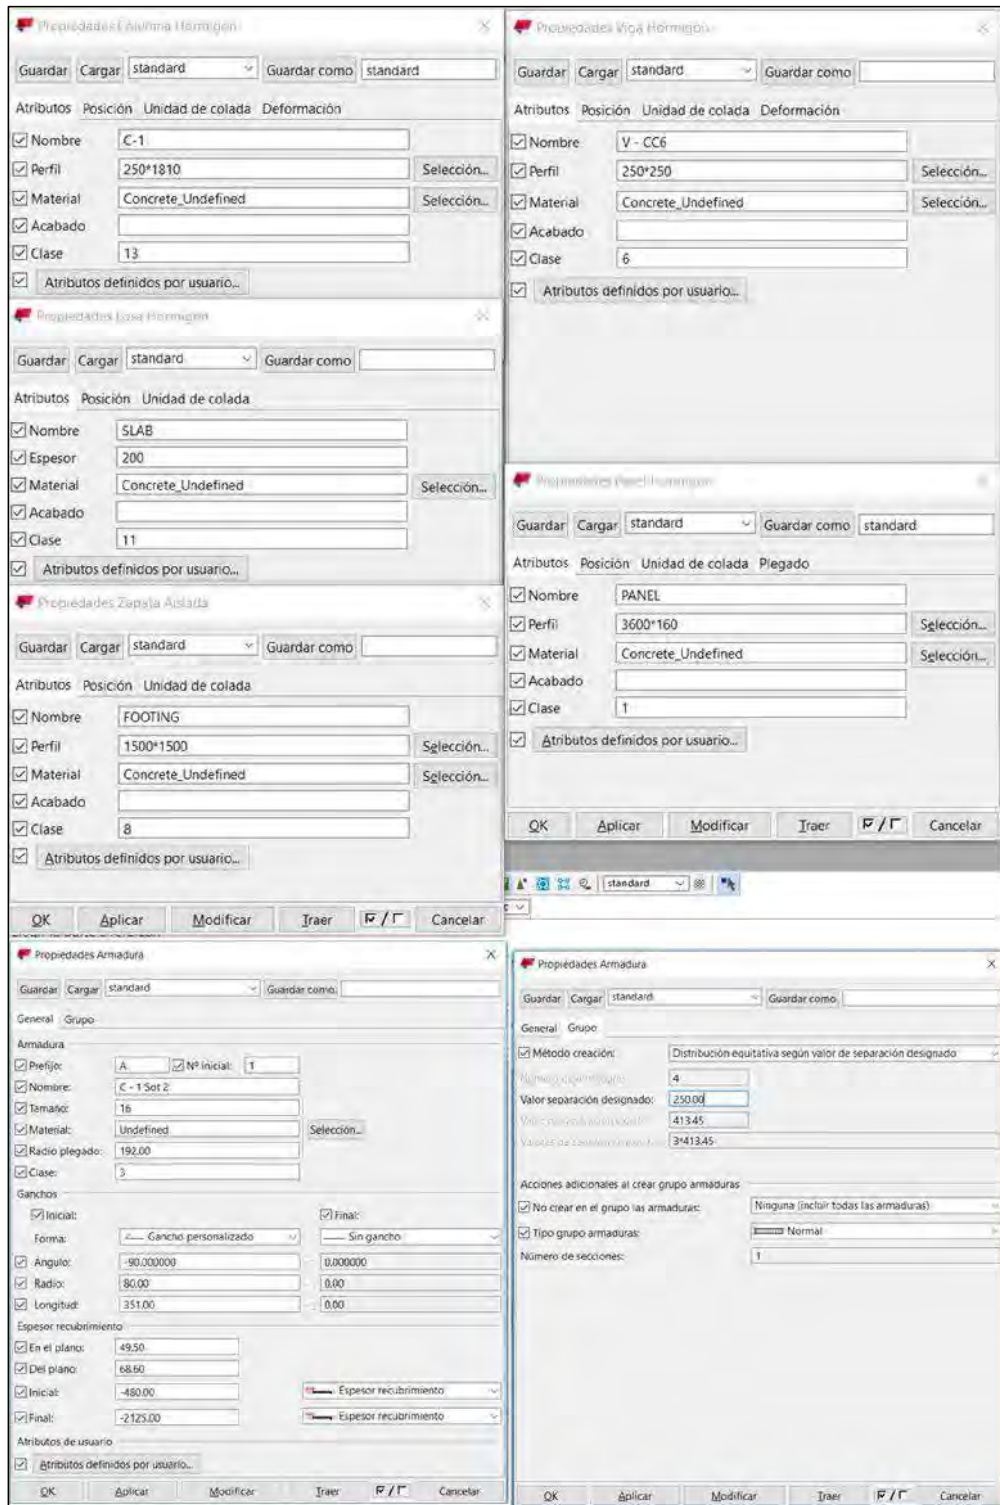 Propiedades Columna Hormigon
Guardar Cargar standard Guardar como standard
Atributos Posición Unidad de colada Deformación
Nombre C-1
Perfil 250*1810 Selección...
Material Concrete_Undefined Selección...
Acabado
Clase 13
Atributos definidos por usuario...
Propiedades Losa Hormigon
Guardar Cargar standard Guardar como
Atributos Posición Unidad de colada
Nombre SLAB
Espesor 200
Material Concrete_Undefined Selección...
Acabado
Clase 11
Atributos definidos por usuario...
Propiedades Zapata Aislada
Guardar Cargar standard Guardar como
Atributos Posición Unidad de colada
Nombre FOOTING
Perfil 1500*1500 Selección...
Material Concrete_Undefined Selección...
Acabado
Clase 8
Atributos definidos por usuario...
OK Aplicar Modificar Traer Cancelar
Propiedades Viga Hormigon
Guardar Cargar standard Guardar como
Atributos Posición Unidad de colada Deformación
Nombre V - CC6
Perfil 250*250 Selección...
Material Concrete_Undefined Selección...
Acabado
Clase 6
Atributos definidos por usuario...
Propiedades Panel Hormigon
Guardar Cargar standard Guardar como standard
Atributos Posición Unidad de colada Plegado
Nombre PANEL
Perfil 3600*160 Selección...
Material Concrete_Undefined Selección...
Acabado
Clase 1
Atributos definidos por usuario...
OK Aplicar Modificar Traer Cancelar
standard
Propiedades Armadura
Guardar Cargar standard Guardar como:
General Grupo
Armadura
Prefijo: A Nº inicial: 1
Nombre: C - 1 Sot 2
Tamaño: 16
Material: Undefined Selección...
Radio plegado: 192.00
Clase: 3
Ganchos
Inicial: Final:
Forma: Gancho personalizado Sin gancho
Angulo: -90.000000 0.000000
Radio: 80.00 0.00
Longitud: 351.00 0.00
Espesor recubrimiento
En el plano: 49.50
Del plano: 68.60
Inicial: -480.00 Espesor recubrimiento
Final: -2125.00 Espesor recubrimiento
Atributos de usuario
Atributos definidos por usuario...
OK Aplicar Modificar Traer Cancelar
Propiedades Armadura
Guardar Cargar standard Guardar como:
General Grupo
Método creación: Distribución equitativa según valor de separación designado
4
Valor separación designado: 250.00
413.45
3*413.45
Acciones adicionales al crear grupo armaduras
No crear en el grupo las armaduras: Ninguna (incluir todas las armaduras)
Tipo grupo armaduras: Normal
Número de secciones: 1
OK Aplicar Modificar Traer Cancelar